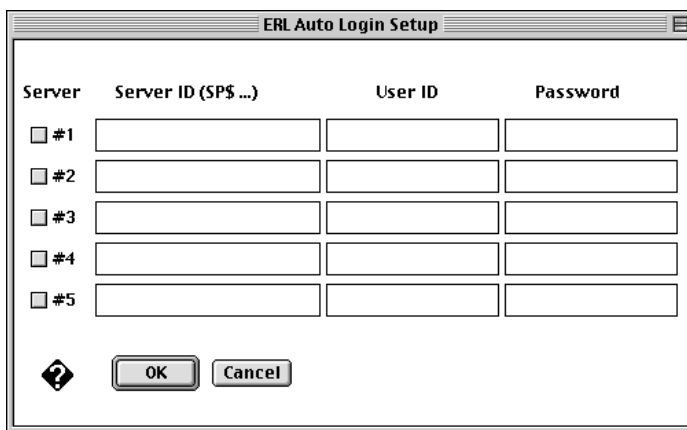 ERL Auto Login Setup
Server Server ID (SP$ ...) User ID Password
#1
#2
#3
#4
#5
? OK Cancel